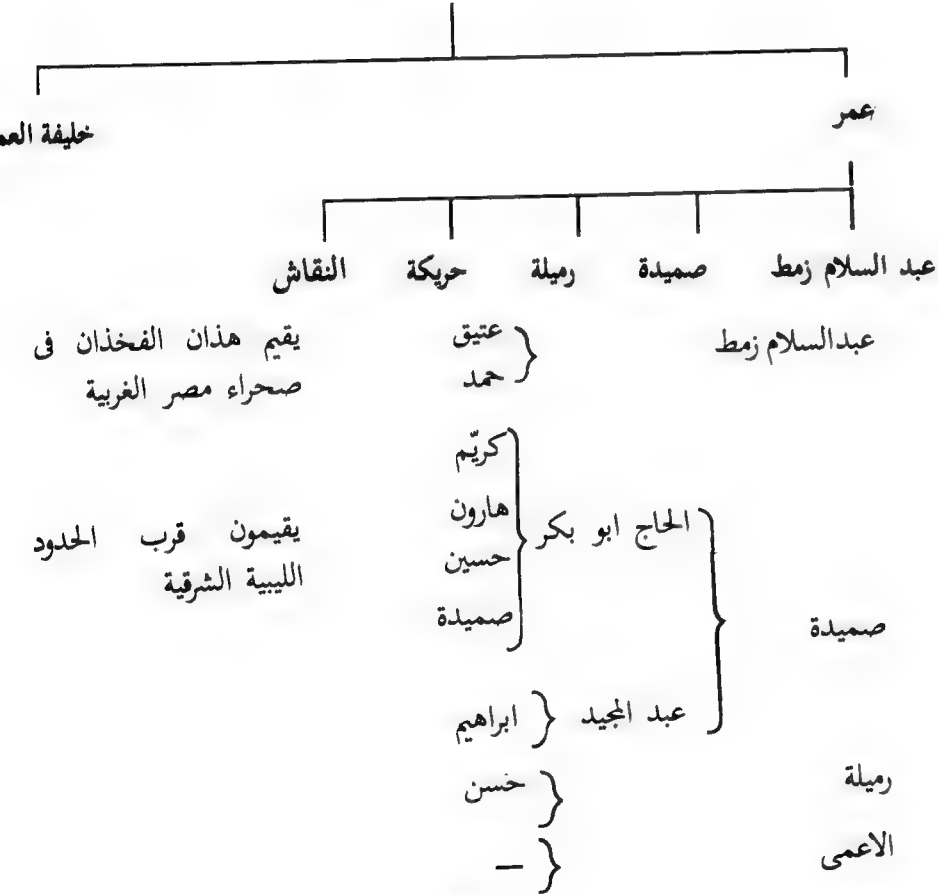 عمر
عبد السلام زمط صميدة رميلة حريكة النقاش
عبدالسلام زمط
عتيق
حمد
يقيم هذان الفخذان فى
صحراء مصر الغربية
صميدة
الحاج ابو بكر
كريّم
هارون
حسين
صميدة
يقيمون قرب الحدود
الليبية الشرقية
عبد المجيد
ابراهيم
رميلة
حسن
الاعمى
—
خليفة